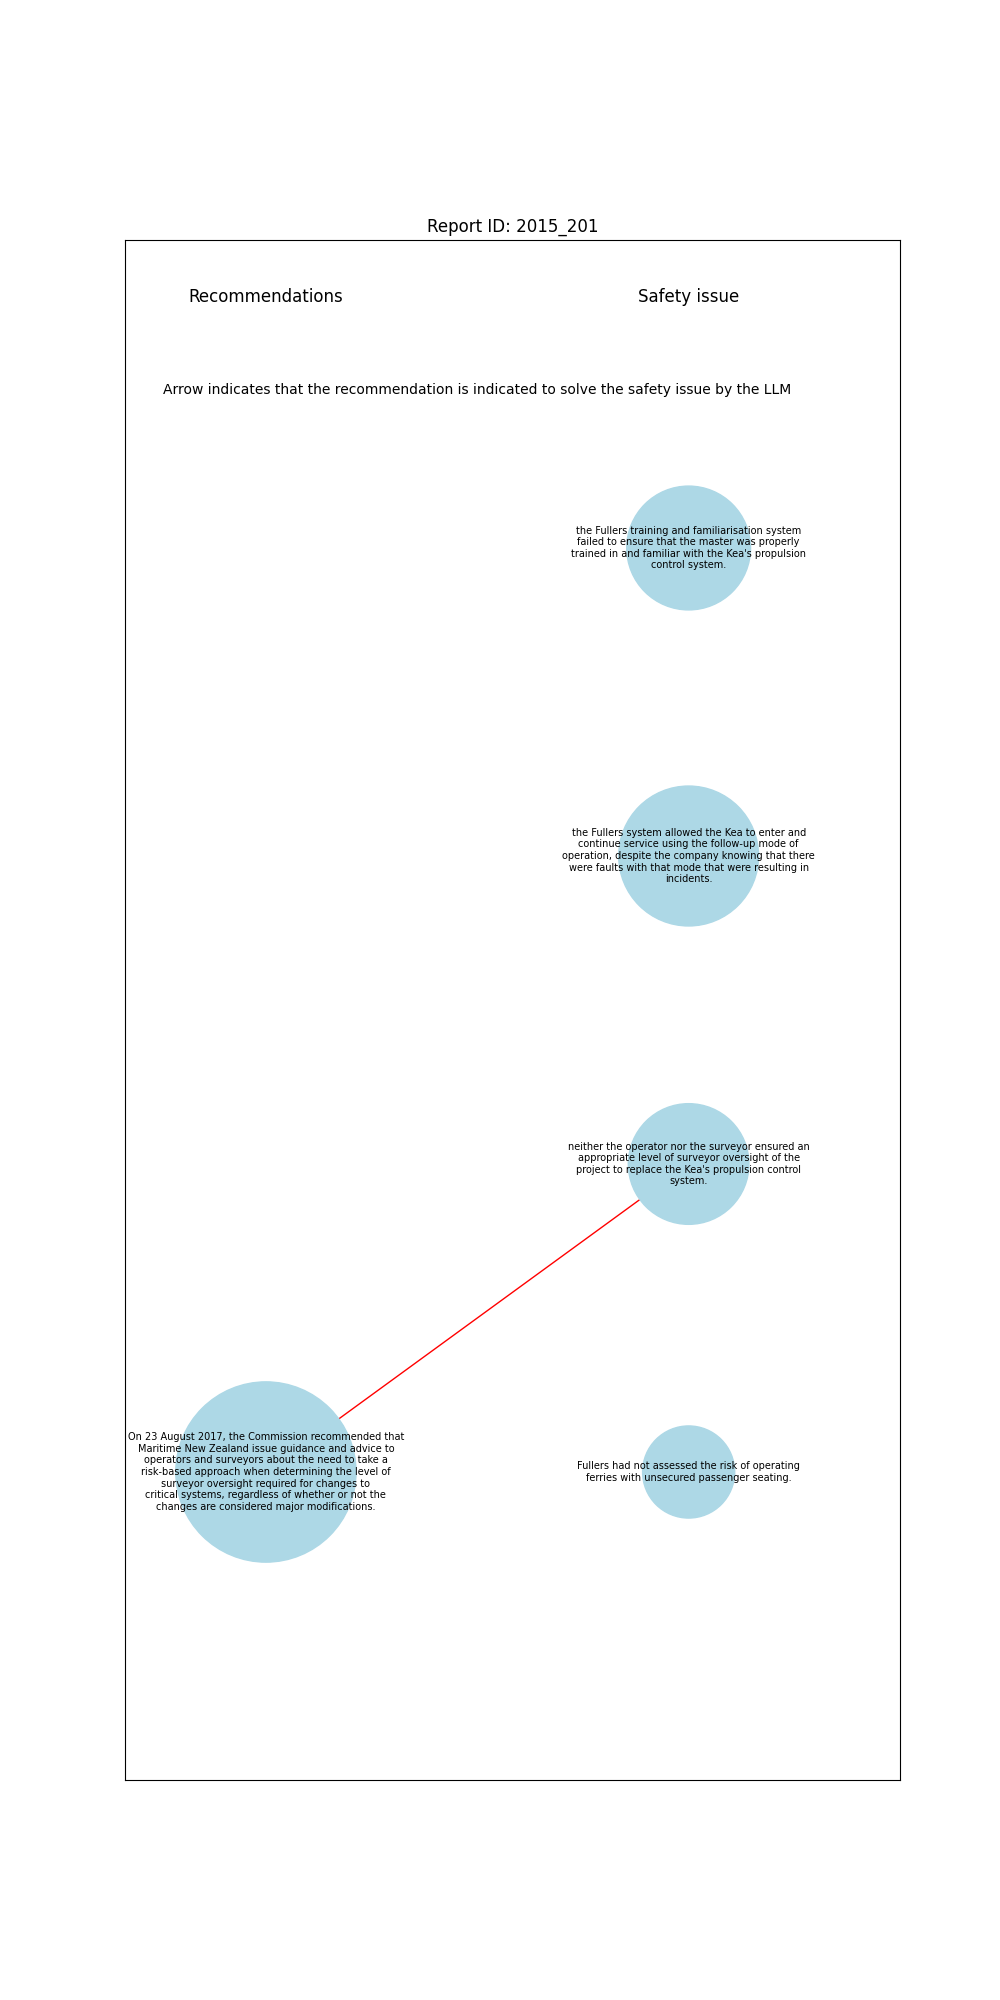 Report ID: 2015_201
Recommendations
Safety issue
Arrow indicates that the recommendation is indicated to solve the safety issue by the LLM
the Fullers training and familiarisation system
failed to ensure that the master was properly
trained in and familiar with the Kea's propulsion
control system.
the Fullers system allowed the Kea to enter and
continue service using the follow-up mode of
operation, despite the company knowing that there
were faults with that mode that were resulting in
incidents.
neither the operator nor the surveyor ensured an
appropriate level of surveyor oversight of the
project to replace the Kea's propulsion control
system.
On 23 August 2017, the Commission recommended that
Maritime New Zealand issue guidance and advice to
operators and surveyors about the need to take a
risk-based approach when determining the level of
surveyor oversight required for changes to
critical systems, regardless of whether or not the
changes are considered major modifications.
Fullers had not assessed the risk of operating
ferries with unsecured passenger seating.